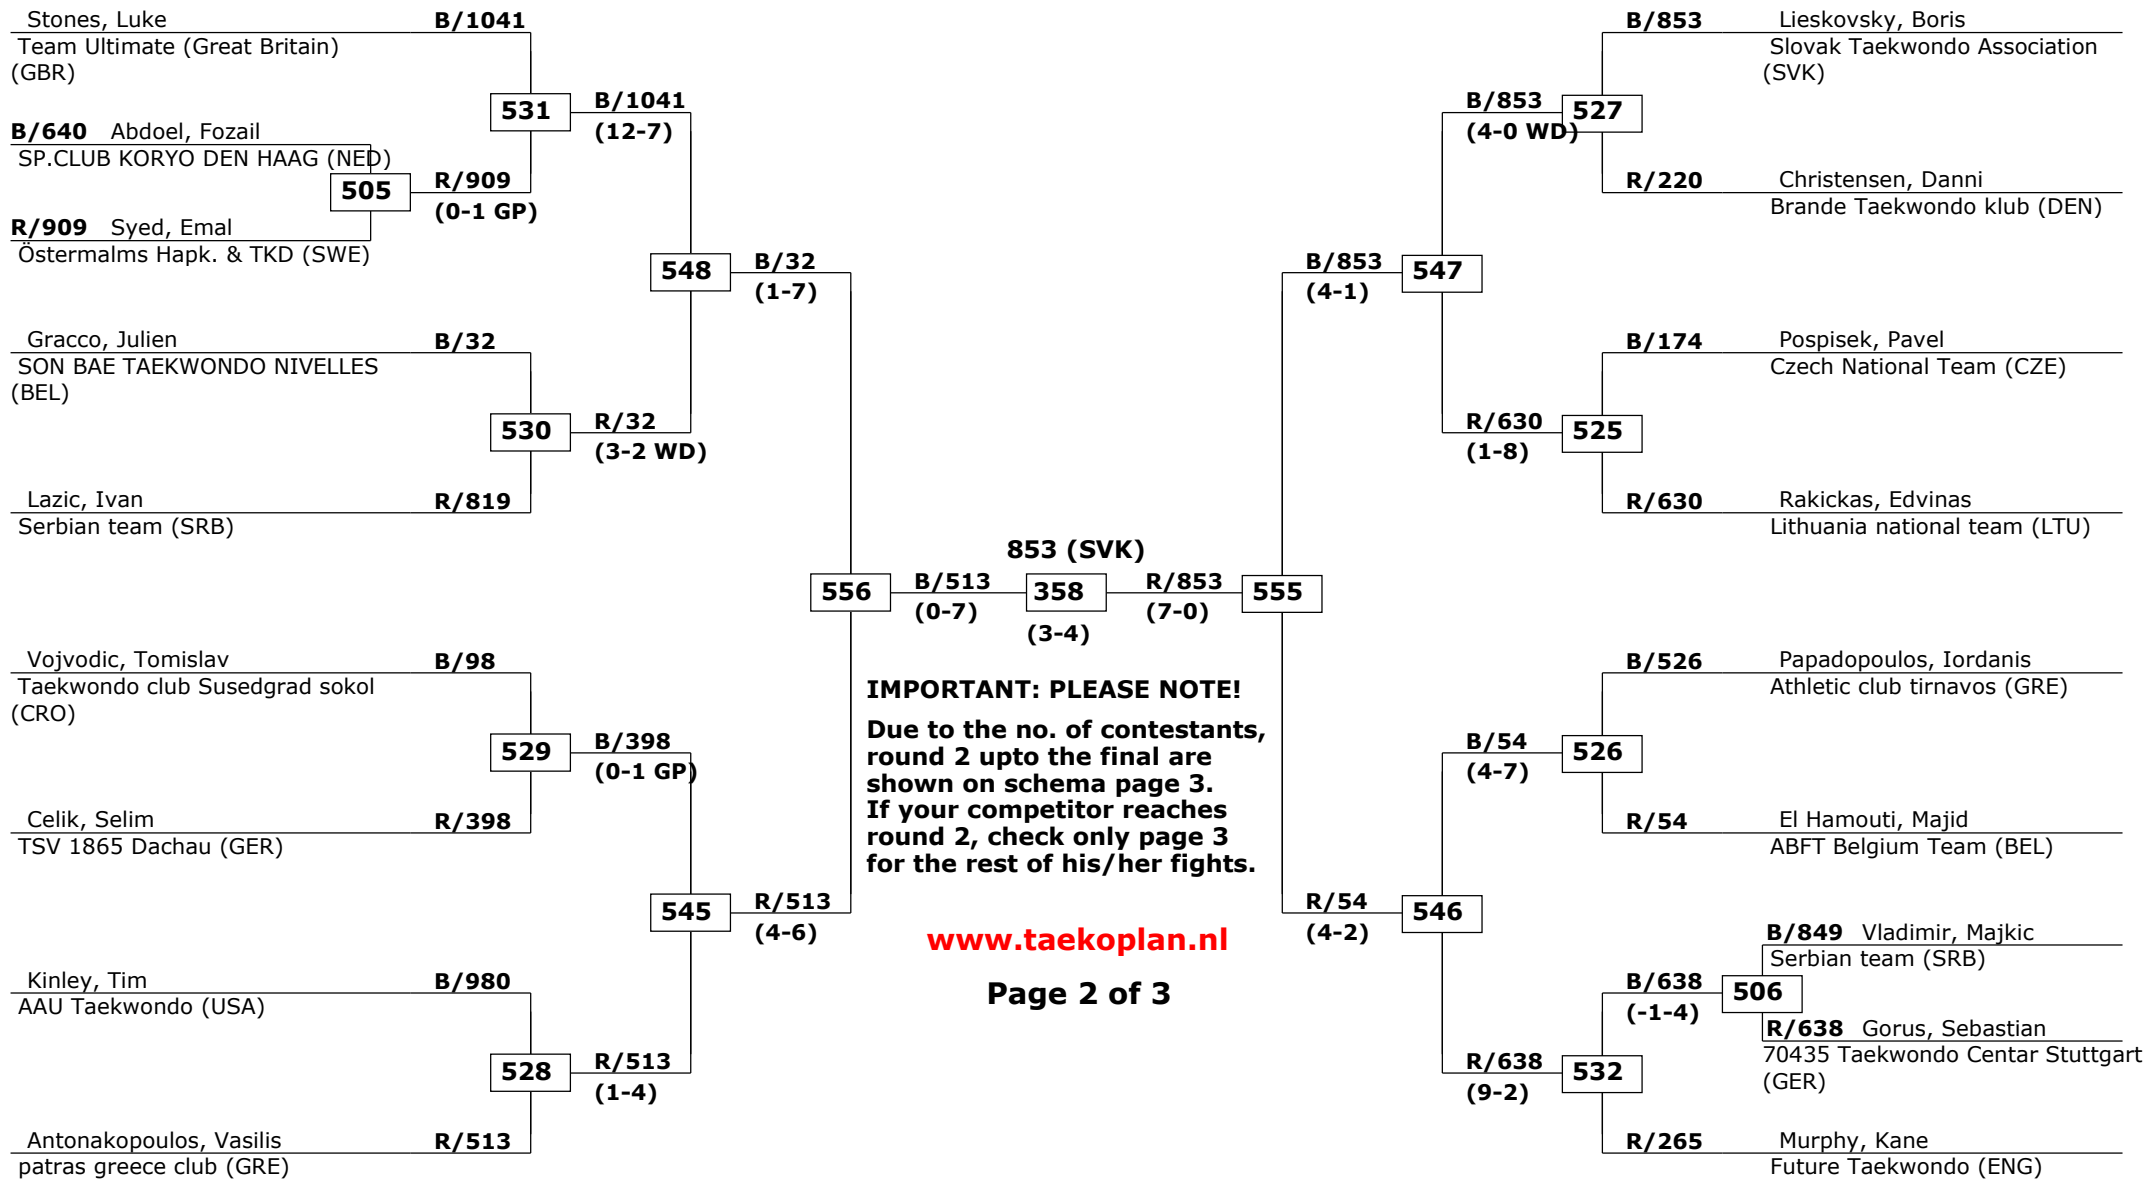 Stones, Luke B/1041
Team Ultimate (Great Britain)
(GBR)
531
B/1041
(12-7)
B/640 Abdoel, Fozail
SP.CLUB KORYO DEN HAAG (NED)
505
R/909
(0-1 GP)
R/909 Syed, Emal
Östermalms Hapk. & TKD (SWE)
548
B/32
(1-7)
Gracco, Julien B/32
SON BAE TAEKWONDO NIVELLES
(BEL)
530
R/32
(3-2 WD)
Lazic, Ivan R/819
Serbian team (SRB)
556
B/513
(0-7)
Vojvodic, Tomislav B/98
Taekwondo club Susedgrad sokol
(CRO)
529
B/398
(0-1 GP)
Celik, Selim R/398
TSV 1865 Dachau (GER)
545
R/513
(4-6)
Kinley, Tim B/980
AAU Taekwondo (USA)
528
R/513
(1-4)
Antonakopoulos, Vasilis R/513
patras greece club (GRE)
853 (SVK)
358
(3-4)
IMPORTANT: PLEASE NOTE!
Due to the no. of contestants,
round 2 upto the final are
shown on schema page 3.
If your competitor reaches
round 2, check only page 3
for the rest of his/her fights.
www.taekoplan.nl
Page 2 of 3
R/853
(7-0)
555
B/853 Lieskovsky, Boris
Slovak Taekwondo Association
(SVK)
B/853
(4-0 WD)
527
R/220 Christensen, Danni
Brande Taekwondo klub (DEN)
B/853
(4-1)
547
B/174 Pospisek, Pavel
Czech National Team (CZE)
R/630
(1-8)
525
R/630 Rakickas, Edvinas
Lithuania national team (LTU)
B/526 Papadopoulos, Iordanis
Athletic club tirnavos (GRE)
B/54
(4-7)
526
R/54 El Hamouti, Majid
ABFT Belgium Team (BEL)
R/54
(4-2)
546
B/849 Vladimir, Majkic
Serbian team (SRB)
B/638
(-1-4)
506
R/638 Gorus, Sebastian
70435 Taekwondo Centar Stuttgart
(GER)
R/638
(9-2)
532
R/265 Murphy, Kane
Future Taekwondo (ENG)